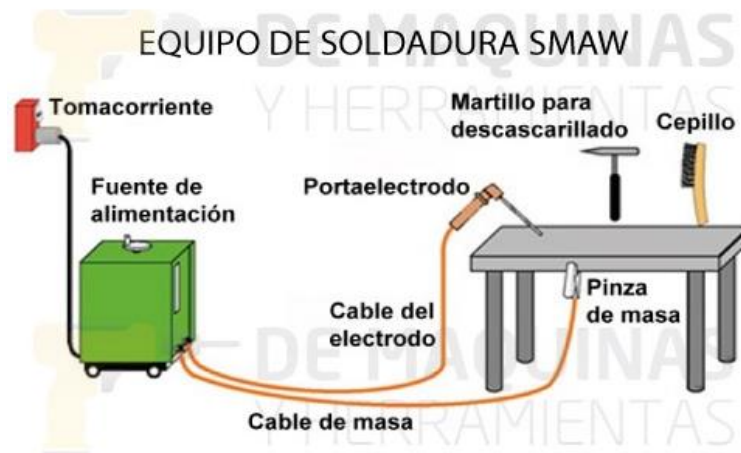 EQUIPO DE SOLDADURA SMAW
DE MAQUINAS
Y HERRAMIENTAS
Tomacorriente
Martillo para
descascarillado
Cepillo
Fuente de
alimentación
Portaelectrodo
Cable del
electrodo
Pinza
de masa
Cable de masa
DE MAQUINAS
Y HERRAMIENTAS